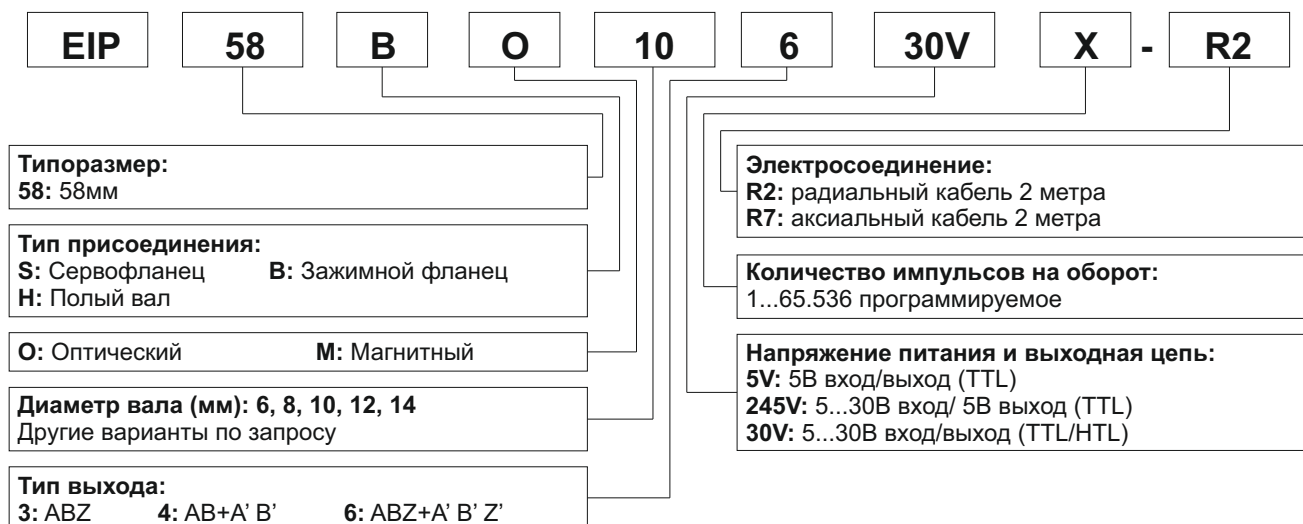 EIP 58 B O 10 6 30V X - R2
Типоразмер:
58: 58мм
Тип присоединения:
S: Сервофланец B: Зажимной фланец
H: Полый вал
O: Оптический M: Магнитный
Диаметр вала (мм): 6, 8, 10, 12, 14
Другие варианты по запросу
Тип выхода:
3: ABZ 4: AB+A’ B’ 6: ABZ+A’ B’ Z’
Электросоединение:
R2: радиальный кабель 2 метра
R7: аксиальный кабель 2 метра
Количество импульсов на оборот:
1...65.536 программируемое
Напряжение питания и выходная цепь:
5V: 5В вход/выход (TTL)
245V: 5...30В вход/ 5В выход (TTL)
30V: 5...30В вход/выход (TTL/HTL)